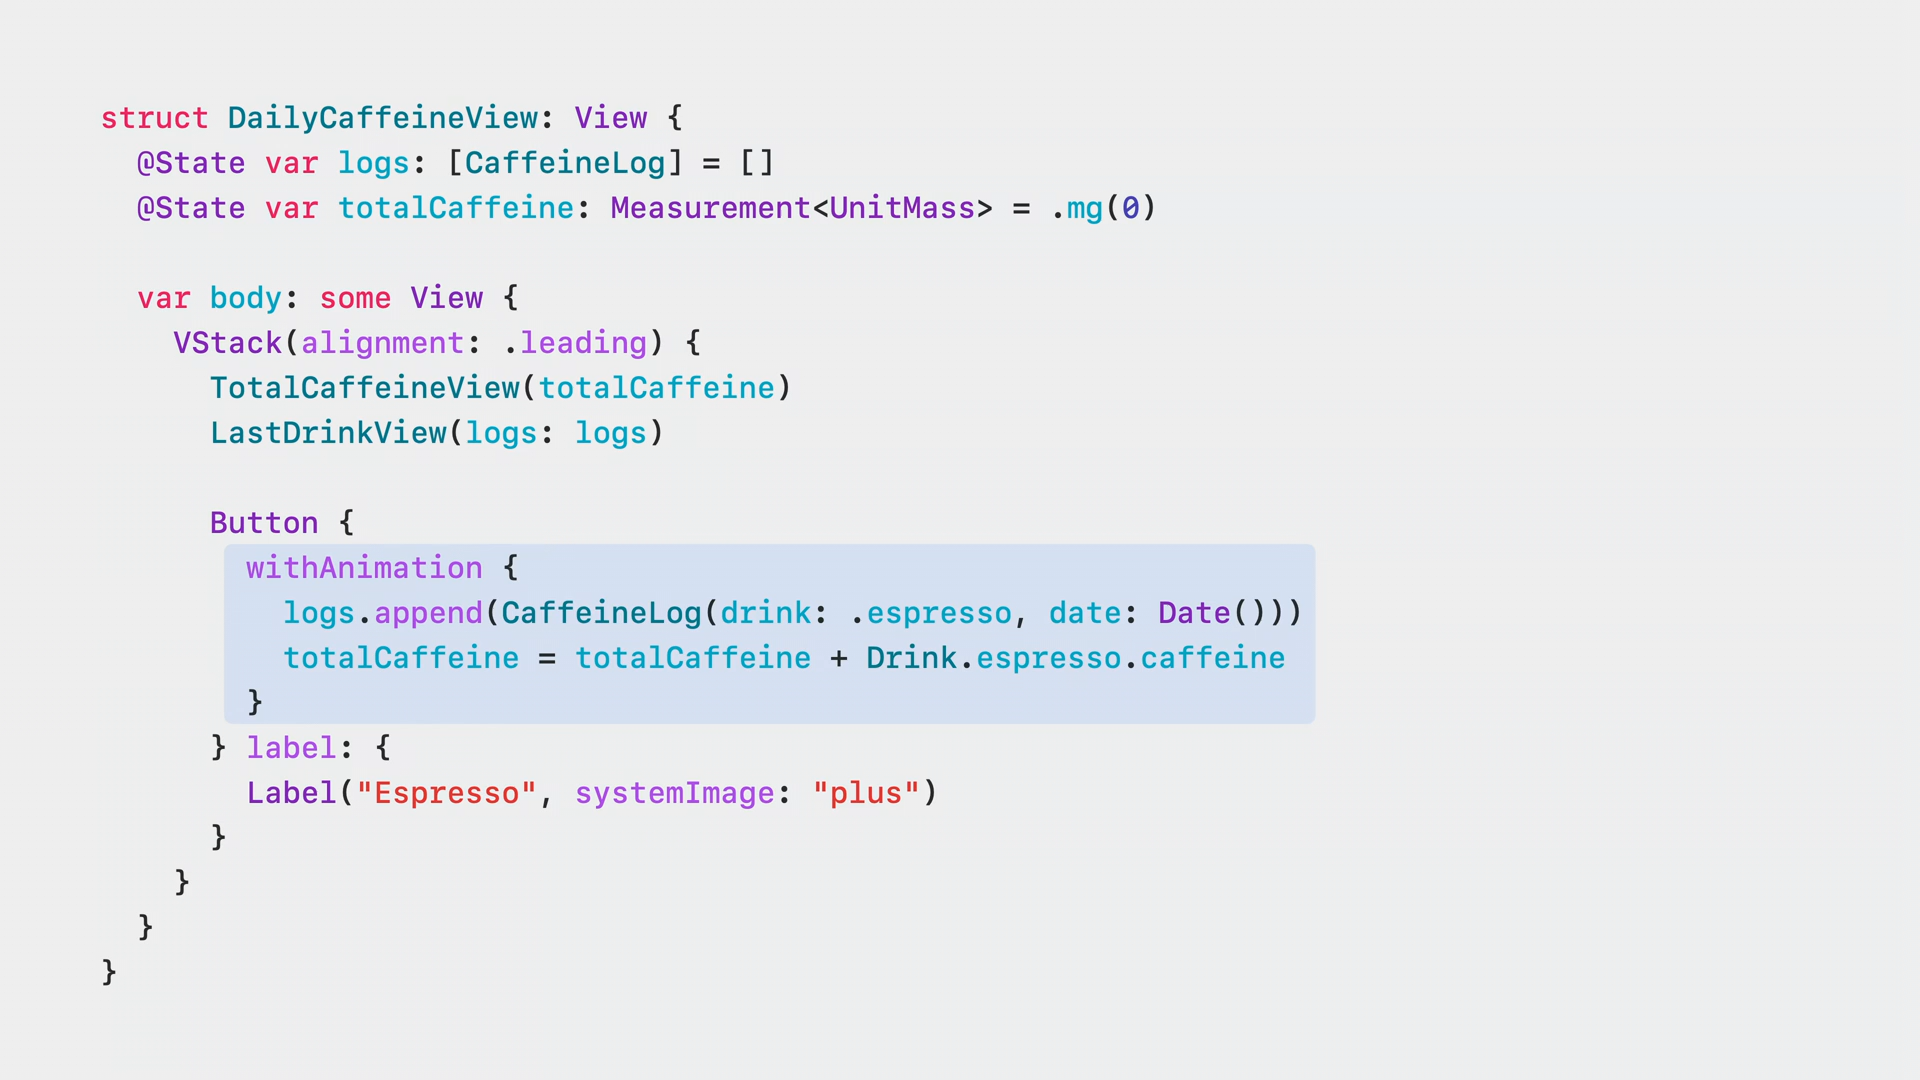 struct DailyCaffeineView: View {
  @State var logs: [CaffeineLog] = []
  @State var totalCaffeine: Measurement<UnitMass> = .mg(0)

  var body: some View {
    VStack(alignment: .leading) {
      TotalCaffeineView(totalCaffeine)
      LastDrinkView(logs: logs)

      Button {
        withAnimation {
          logs.append(CaffeineLog(drink: .espresso, date: Date()))
          totalCaffeine = totalCaffeine + Drink.espresso.caffeine
        }
      } label: {
        Label("Espresso", systemImage: "plus")
      }
    }
  }
}